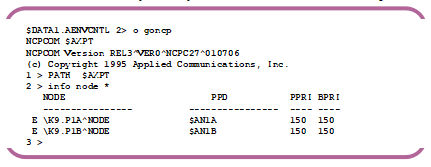 $DATA1.AENVCNTL 2> o goncp
NCPCOM $AXPT
NCPCOM Version REL3^VER0^NCPC27^010706
(c) Copyright 1995 Applied Communications, Inc.
1 > PATH $AXPT
2 > info node *
NODE PPD PPRI BPRI
--------------- --------------- ---- ----
E \K9.P1A^NODE $AN1A 150 150
E \K9.P1B^NODE $AN1B 150 150
3 >